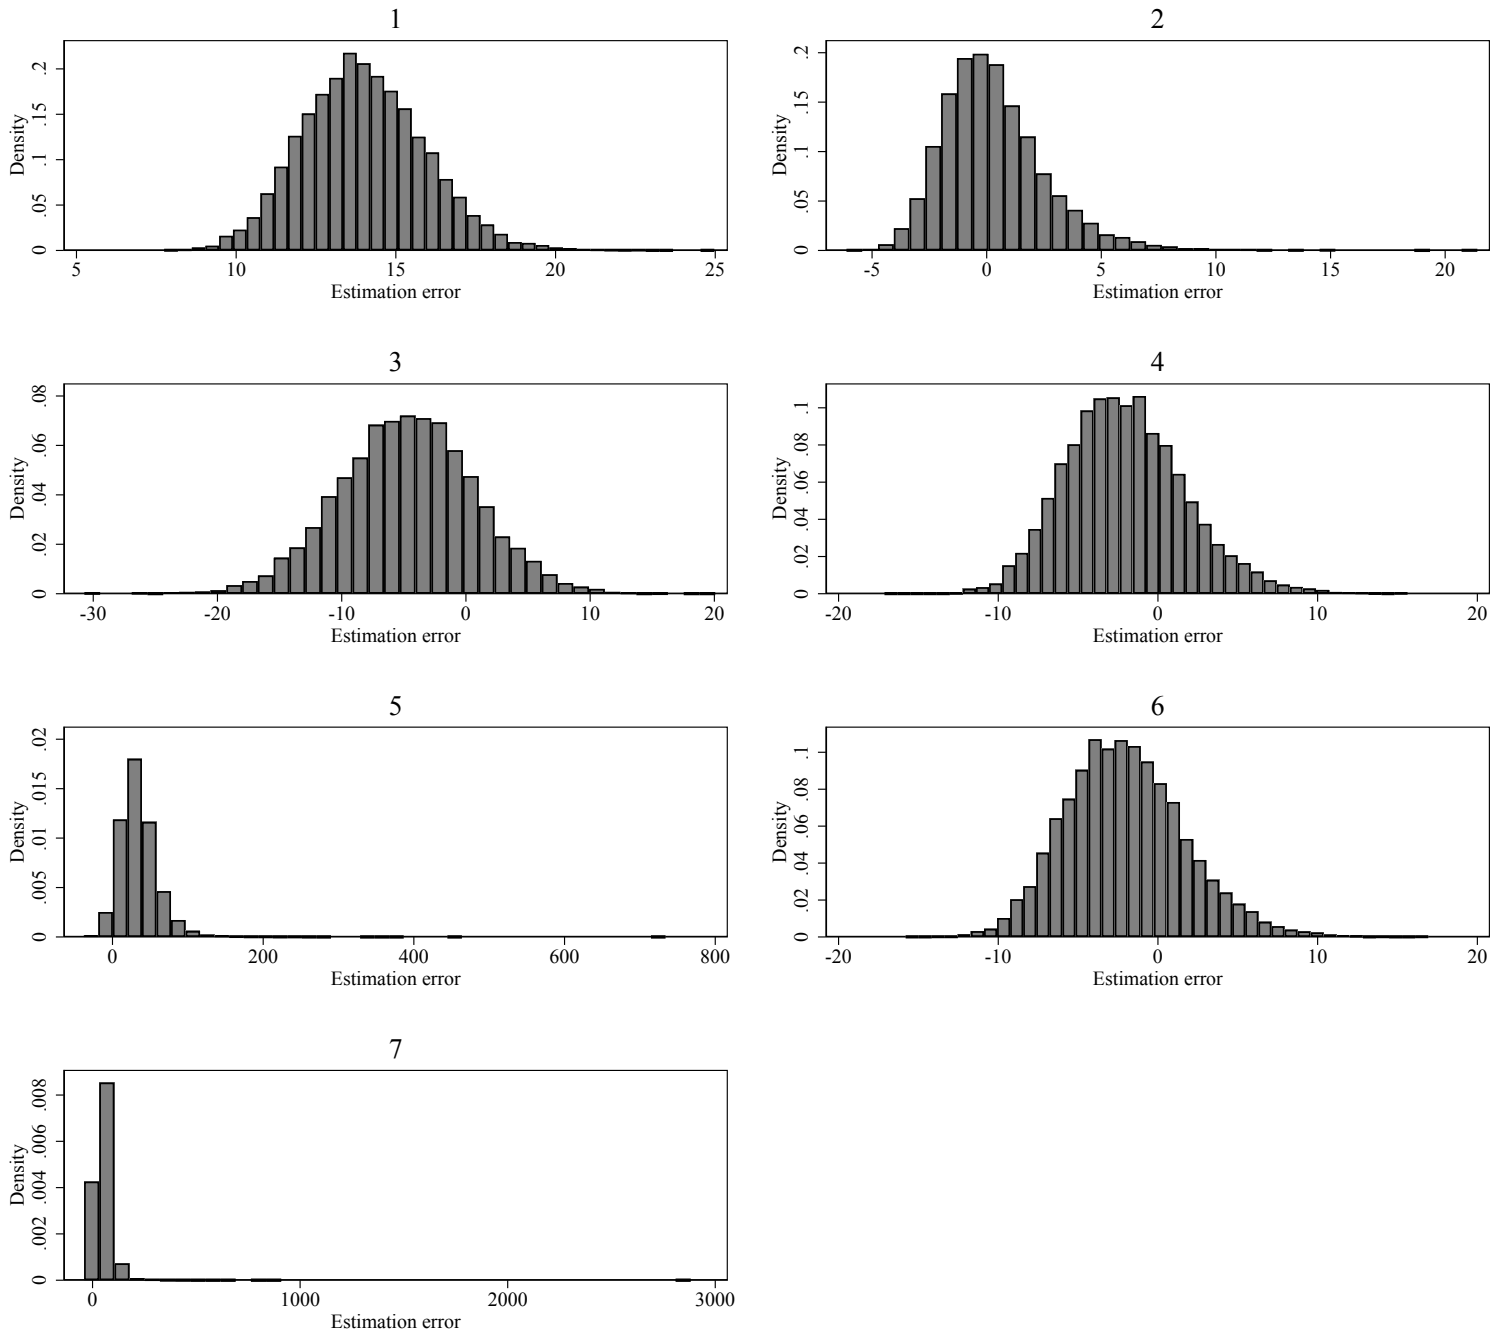 1
Density
0 .05 .1 .15 .2
5 10 15 20 25
Estimation error
2
Density
0 .05 .1 .15 .2
-5 0 5 10 15 20
Estimation error
3
Density
0 .02 .04 .06 .08
-30 -20 -10 0 10 20
Estimation error
4
Density
0 .02 .04 .06 .08 .1
-20 -10 0 10 20
Estimation error
5
Density
0 .005 .01 .015 .02
0 200 400 600 800
Estimation error
6
Density
0 .02 .04 .06 .08 .1
-20 -10 0 10 20
Estimation error
7
Density
0 .002 .004 .006 .008
0 1000 2000 3000
Estimation error